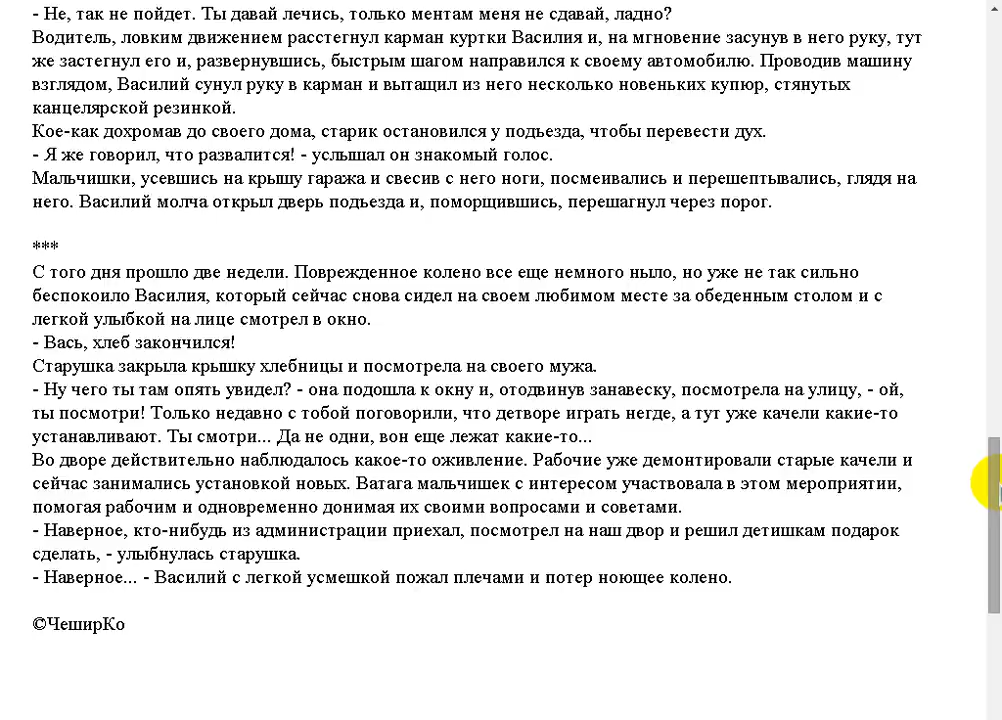 - Не, так не пойдет. Ты давай лечись, только ментам меня не сдавай, ладно?
Водитель, ловким движением расстегнул карман куртки Василия и, на мгновение засунув в него руку, тут
же застегнул его и, развернувшись, быстрым шагом направился к своему автомобилю. Проводив машину
взглядом, Василий сунул руку в карман и вытащил из него несколько новеньких купюр, стянутых
канцелярской резинкой.
Кое-как дохромав до своего дома, старик остановился у подьезда, чтобы перевести дух.
- Я же говорил, что развалится! - услышал он знакомый голос.
Мальчишки, усевшись на крышу гаража и свесив с него ноги, посмеивались и перешептывались, глядя на
него. Василий молча открыл дверь подъезда и, поморщившись, перешагнул через порог.
***
С того дня прошло две недели. Поврежденное колено все еще немного ныло, но уже не так сильно
беспокоило Василия, который сейчас снова сидел на своем любимом месте за обеденным столом и с
легкой улыбкой на лице смотрел в окно.
- Вась, хлеб закончился!
Старушка закрыла крышку хлебницы и посмотрела на своего мужа.
- Ну чего ты там опять увидел? - она подошла к окну и, отодвинув занавеску, посмотрела на улицу, - ой,
ты посмотри! Только недавно с тобой поговорили, что детворе играть негде, а тут уже качели какие-то
устанавливают. Ты смотри... Да не одни, вон еще лежат какие-то...
Во дворе действительно наблюдалось какое-то оживление. Рабочие уже демонтировали старые качели и
сейчас занимались установкой новых. Ватага мальчишек с интересом участвовала в этом мероприятии,
помогая рабочим и одновременно донимая их своими вопросами и советами.
- Наверное, кто-нибудь из администрации приехал, посмотрел на наш двор и решил детишкам подарок
сделать, - улыбнулась старушка.
- Наверное... - Василий с легкой усмешкой пожал плечами и потер ноющее колено.
©ЧеширКо